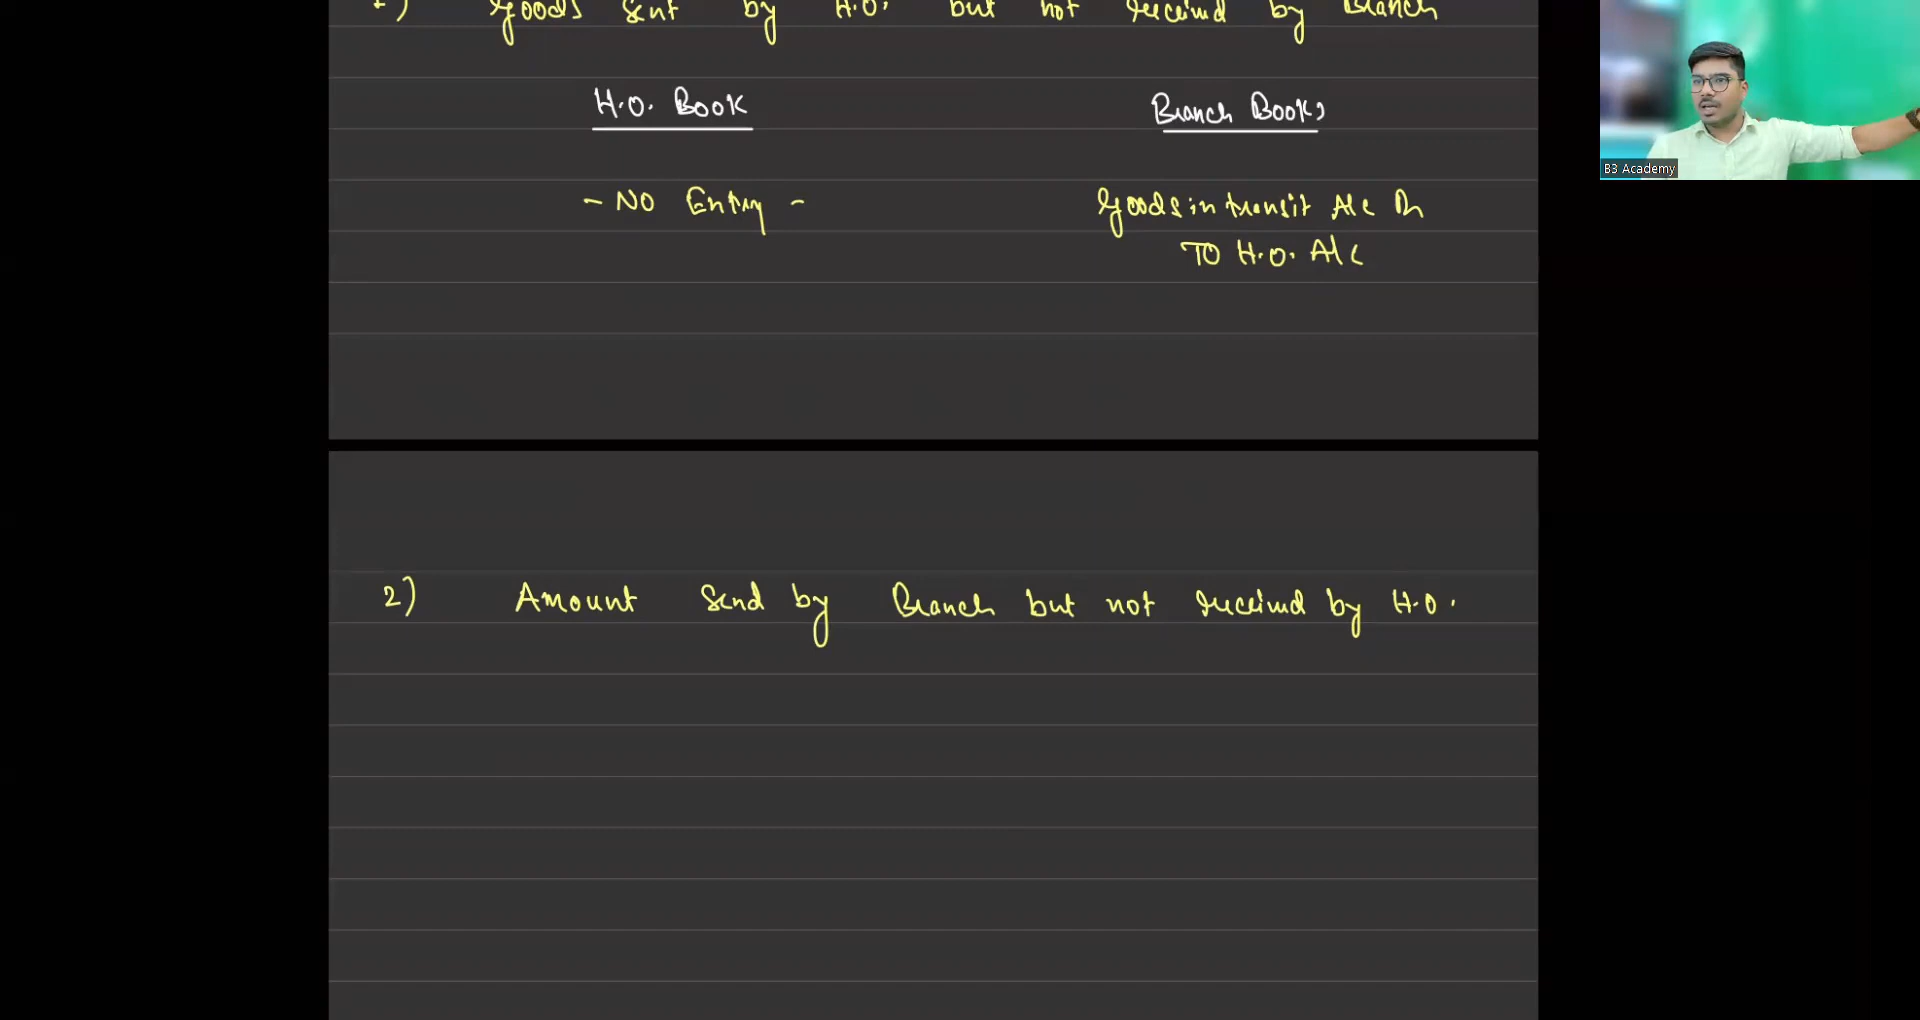 1) Goods sent by H.O. but not received by Branch
H.O. Book
Branch Books
- NO Entry -
Goods in transit A/c Dr
TO H.O. A/c
2) Amount Send by Branch but not received by H.O.
B3 Academy